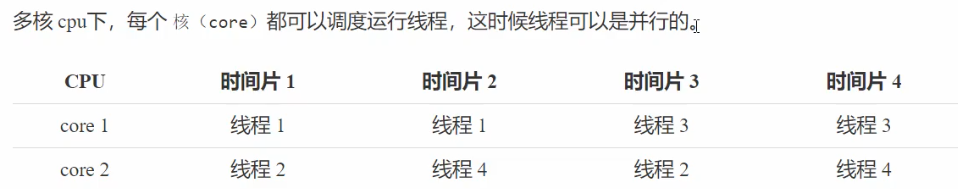 多核 cpu下，每个 核（core）都可以调度运行线程，这时候线程可以是并行的。
CPU 时间片 1 时间片 2 时间片 3 时间片 4
core 1 线程 1 线程 1 线程 3 线程 3
core 2 线程 2 线程 4 线程 2 线程 4